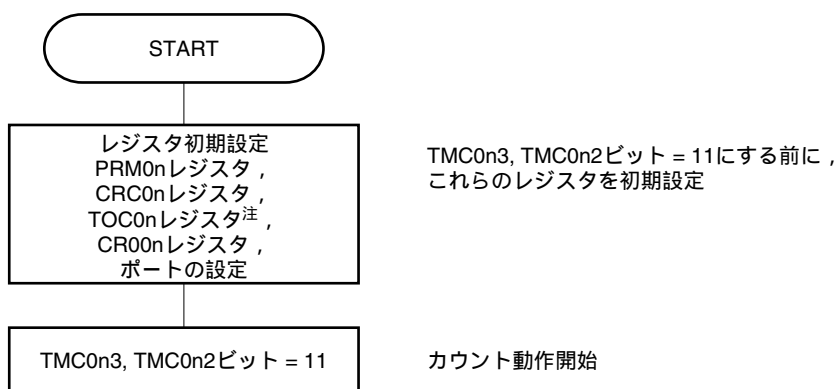 START
レジスタ初期設定
PRM0nレジスタ，
CRC0nレジスタ，
TOC0nレジスタ注，
CR00nレジスタ，
ポートの設定
TMC0n3, TMC0n2ビット = 11にする前に，
これらのレジスタを初期設定
TMC0n3, TMC0n2ビット = 11
カウント動作開始